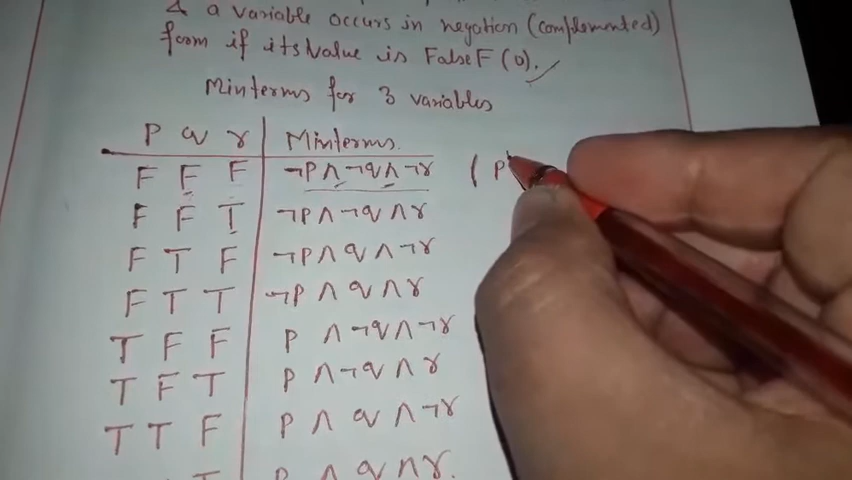 & a variable occurs in negation (complemented)
form if its value is False F (0).
Minterms for 3 variables
P q r Minterms.
F F F ¬P ∧ ¬q ∧ ¬r ( P'
F F T ¬P ∧ ¬q ∧ r
F T F ¬P ∧ q ∧ ¬r
F T T ¬P ∧ q ∧ r
T F F P ∧ ¬q ∧ ¬r
T F T P ∧ ¬q ∧ r
T T F P ∧ q ∧ ¬r
T P ∧ q ∧ r.